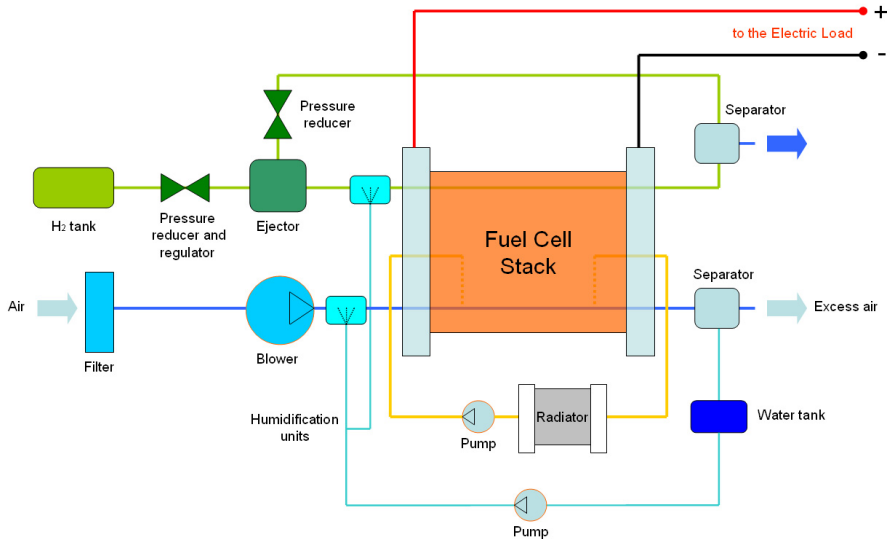 +
to the Electric Load
-
Pressure
reducer
Separator
H2 tank
Pressure
reducer and
regulator
Ejector
Fuel Cell
Stack
Separator
Air
Excess air
Filter
Blower
Humidification
units
Pump
Radiator
Water tank
Pump